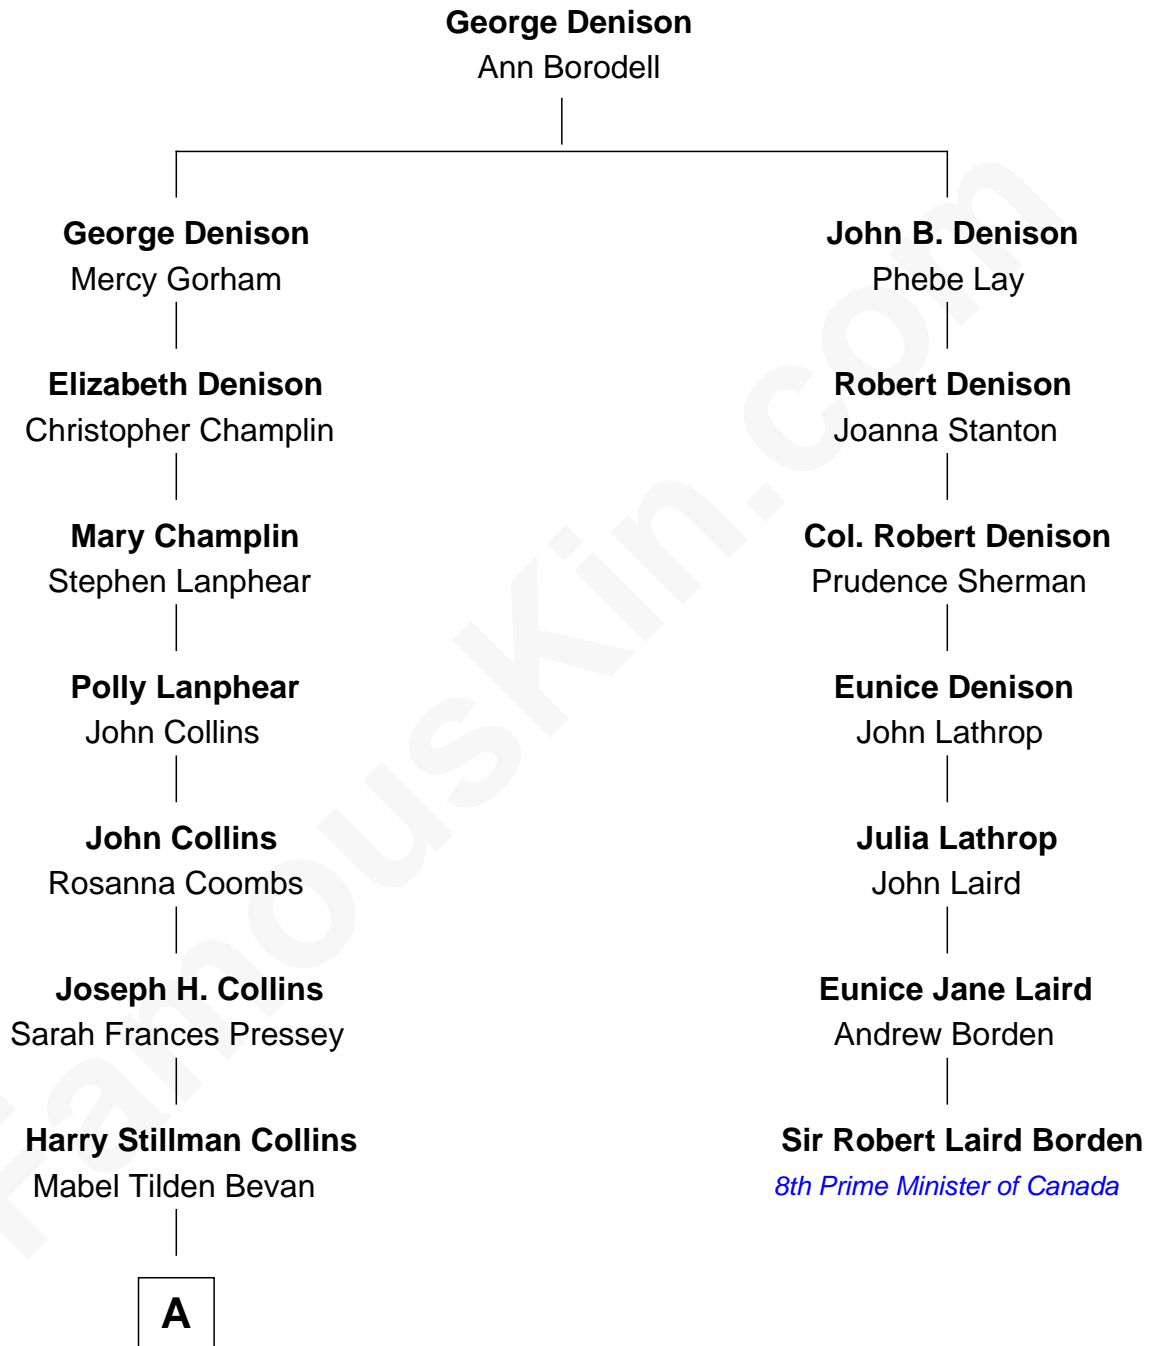 George Denison
Ann Borodell
George Denison
Mercy Gorham
John B. Denison
Phebe Lay
Elizabeth Denison
Christopher Champlin
Robert Denison
Joanna Stanton
Mary Champlin
Stephen Lanphear
Col. Robert Denison
Prudence Sherman
Polly Lanphear
John Collins
Eunice Denison
John Lathrop
John Collins
Rosanna Coombs
Julia Lathrop
John Laird
Joseph H. Collins
Sarah Frances Pressey
Eunice Jane Laird
Andrew Borden
Harry Stillman Collins
Mabel Tilden Bevan
Sir Robert Laird Borden
8th Prime Minister of Canada
A
FamousKin.com